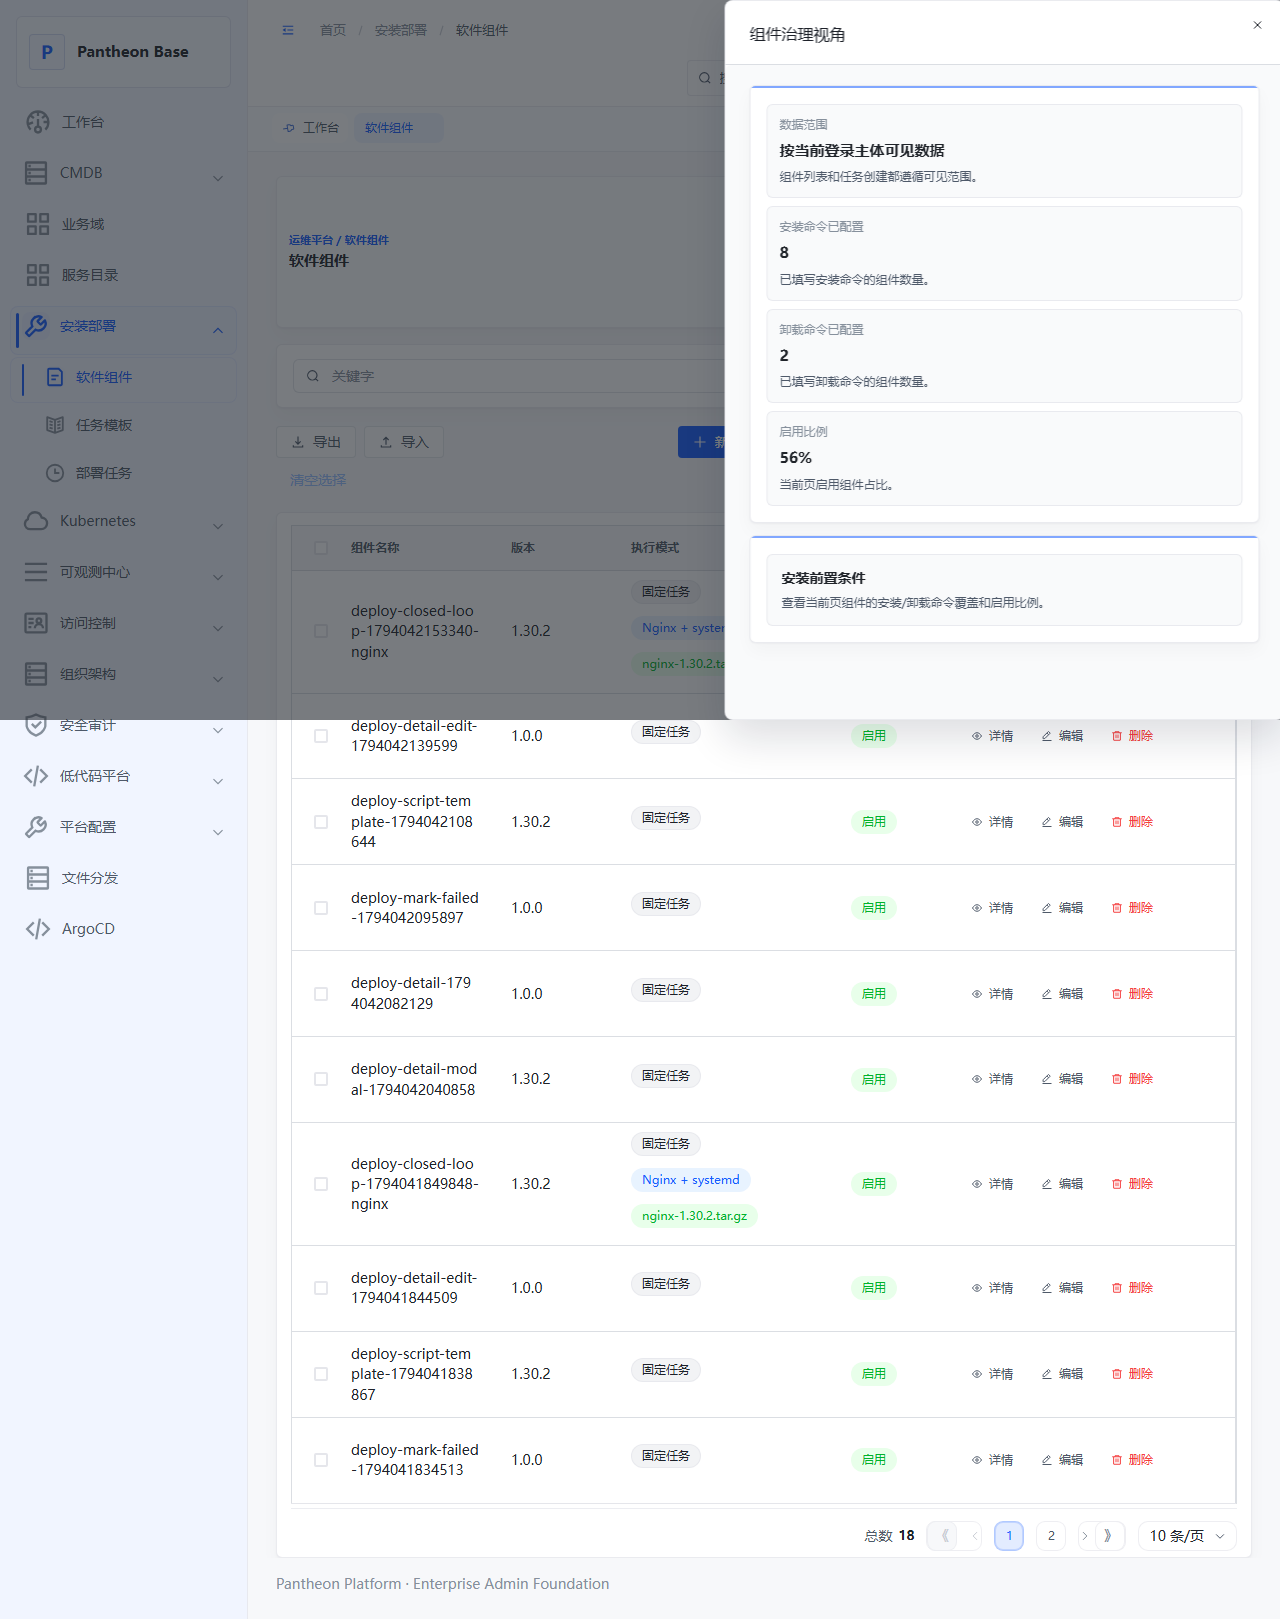 P Pantheon Base
工作台
CMDB
业务域
服务目录
安装部署
软件组件
任务模板
部署任务
Kubernetes
可观测中心
访问控制
组织架构
安全审计
低代码平台
平台配置
文件分发
ArgoCD
首页 / 安装部署 / 软件组件
工作台
软件组件
运维平台 / 软件组件
软件组件
关键字
导出
导入
清空选择
组件名称 版本 执行模式
deploy-closed-loo
p-1794042153340-
nginx
1.30.2
固定任务
Nginx + system
nginx-1.30.2.ta
deploy-detail-edit-
1794042139599
1.0.0
固定任务
启用
详情 编辑 删除
deploy-script-tem
plate-1794042108
644
1.30.2
固定任务
启用
详情 编辑 删除
deploy-mark-failed
-1794042095897
1.0.0
固定任务
启用
详情 编辑 删除
deploy-detail-179
4042082129
1.0.0
固定任务
启用
详情 编辑 删除
deploy-detail-mod
al-1794042040858
1.30.2
固定任务
启用
详情 编辑 删除
deploy-closed-loo
p-1794041849848-
nginx
1.30.2
固定任务
Nginx + systemd
nginx-1.30.2.tar.gz
启用
详情 编辑 删除
deploy-detail-edit-
1794041844509
1.0.0
固定任务
启用
详情 编辑 删除
deploy-script-tem
plate-1794041838
867
1.30.2
固定任务
启用
详情 编辑 删除
deploy-mark-failed
-1794041834513
1.0.0
固定任务
启用
详情 编辑 删除
总数 18 《 1 2 》 10 条/页
Pantheon Platform · Enterprise Admin Foundation
组件治理视角
数据范围
按当前登录主体可见数据
组件列表和任务创建都遵循可见范围。
安装命令已配置
8
已填写安装命令的组件数量。
卸载命令已配置
2
已填写卸载命令的组件数量。
启用比例
56%
当前页启用组件占比。
安装前置条件
查看当前页组件的安装/卸载命令覆盖和启用比例。